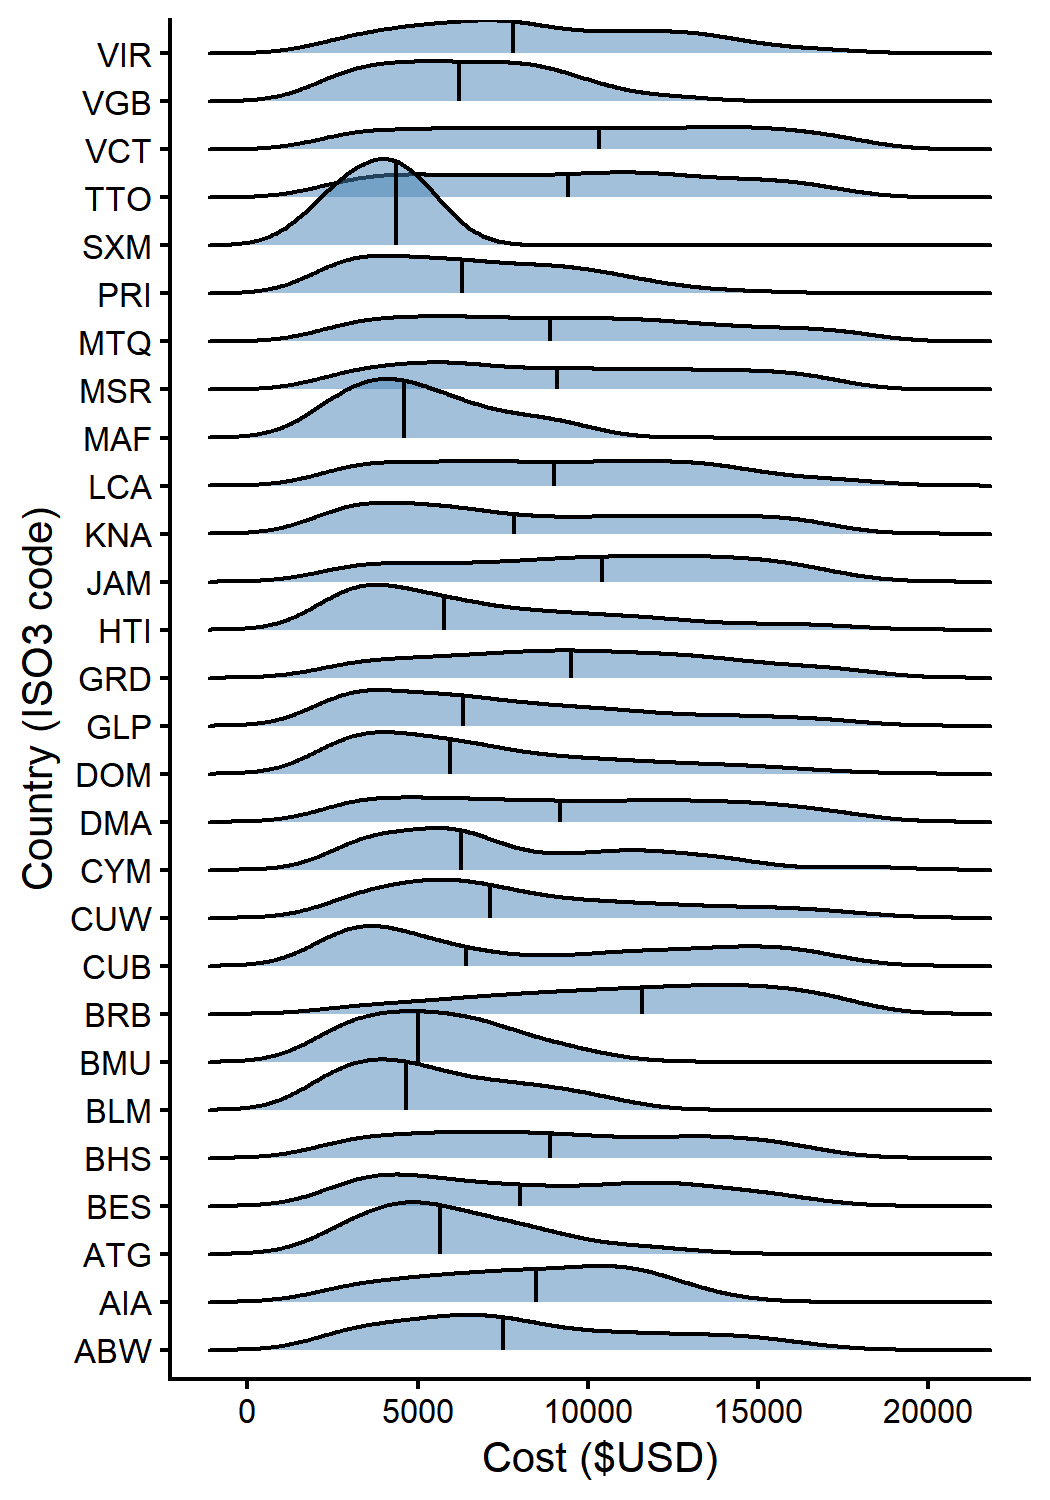 VIR
VGB
VCT
TTO
SXM
PRI
MTQ
MSR
MAF
LCA
KNA
JAM
HTI
GRD
GLP
DOM
DMA
CYM
CUW
CUB
BRB
BMU
BLM
BHS
BES
ATG
AIA
ABW
Country (ISO3 code)
0 5000 10000 15000 20000
Cost ($USD)